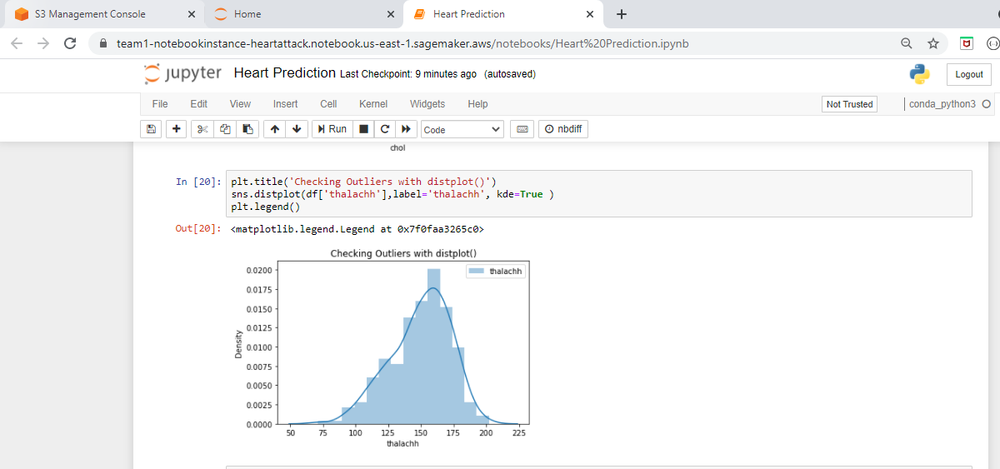 S3 Management Console
Home
Heart Prediction
team1-notebookinstance-heartattack.notebook.us-east-1.sagemaker.aws/notebooks/Heart%20Prediction.ipynb
jupyter Heart Prediction Last Checkpoint: 9 minutes ago (autosaved)
Logout
File Edit View Insert Cell Kernel Widgets Help
Not Trusted
conda_python3
Run
Code
nbdiff
chol
In [20]: plt.title('Checking Outliers with distplot()')
sns.distplot(df['thalachh'],label='thalachh', kde=True )
plt.legend()
Out[20]: <matplotlib.legend.Legend at 0x7f0faa3265c0>
Checking Outliers with distplot()
thalachh
0.0200
0.0175
0.0150
0.0125
0.0100
0.0075
0.0050
0.0025
0.0000
Density
50 75 100 125 150 175 200 225
thalachh